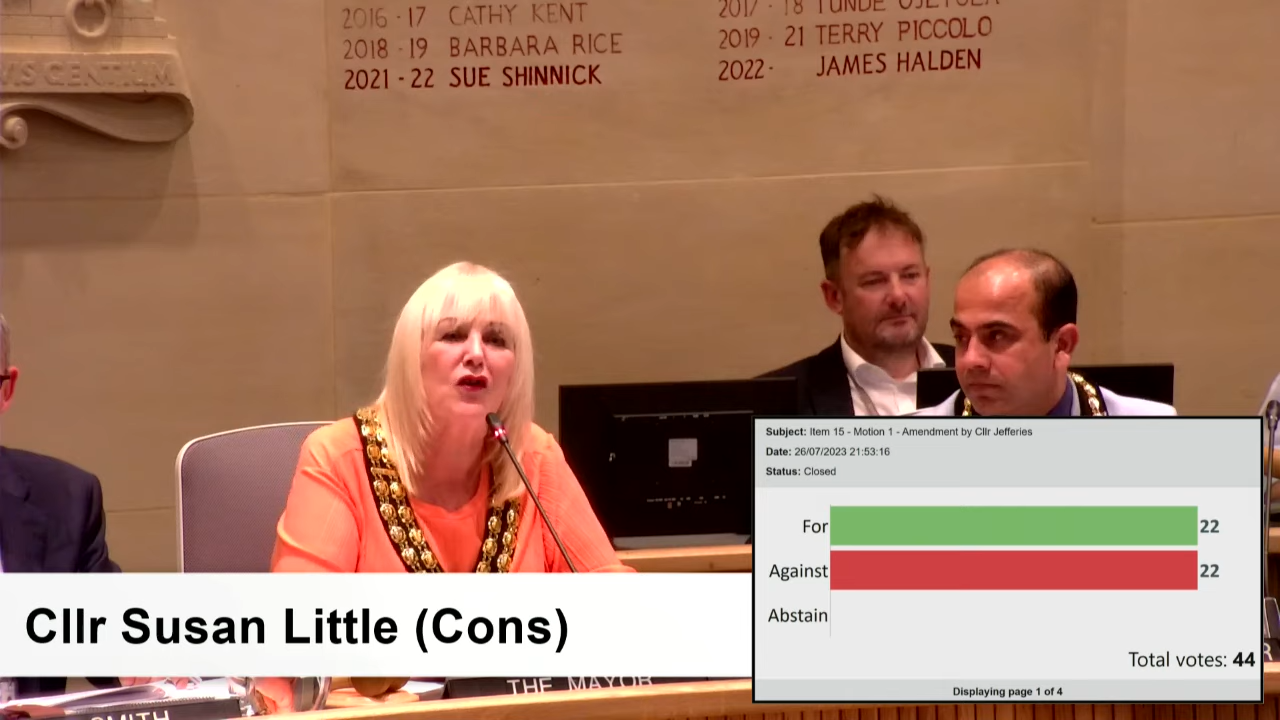 2016 - 17 CATHY KENT
2018 - 19 BARBARA RICE
2021 - 22 SUE SHINNICK
2017 - 18 TUNDE OJETOLA
2019 - 21 TERRY PICCOLO
2022- JAMES HALDEN
VIS GENTIUM
Subject: Item 15 - Motion 1 - Amendment by Cllr Jefferies
Date: 26/07/2023 21:53:16
Status: Closed
For 22
Against 22
Abstain
Total votes: 44
Displaying page 1 of 4
Cllr Susan Little (Cons)
THE MAYOR
SMITH